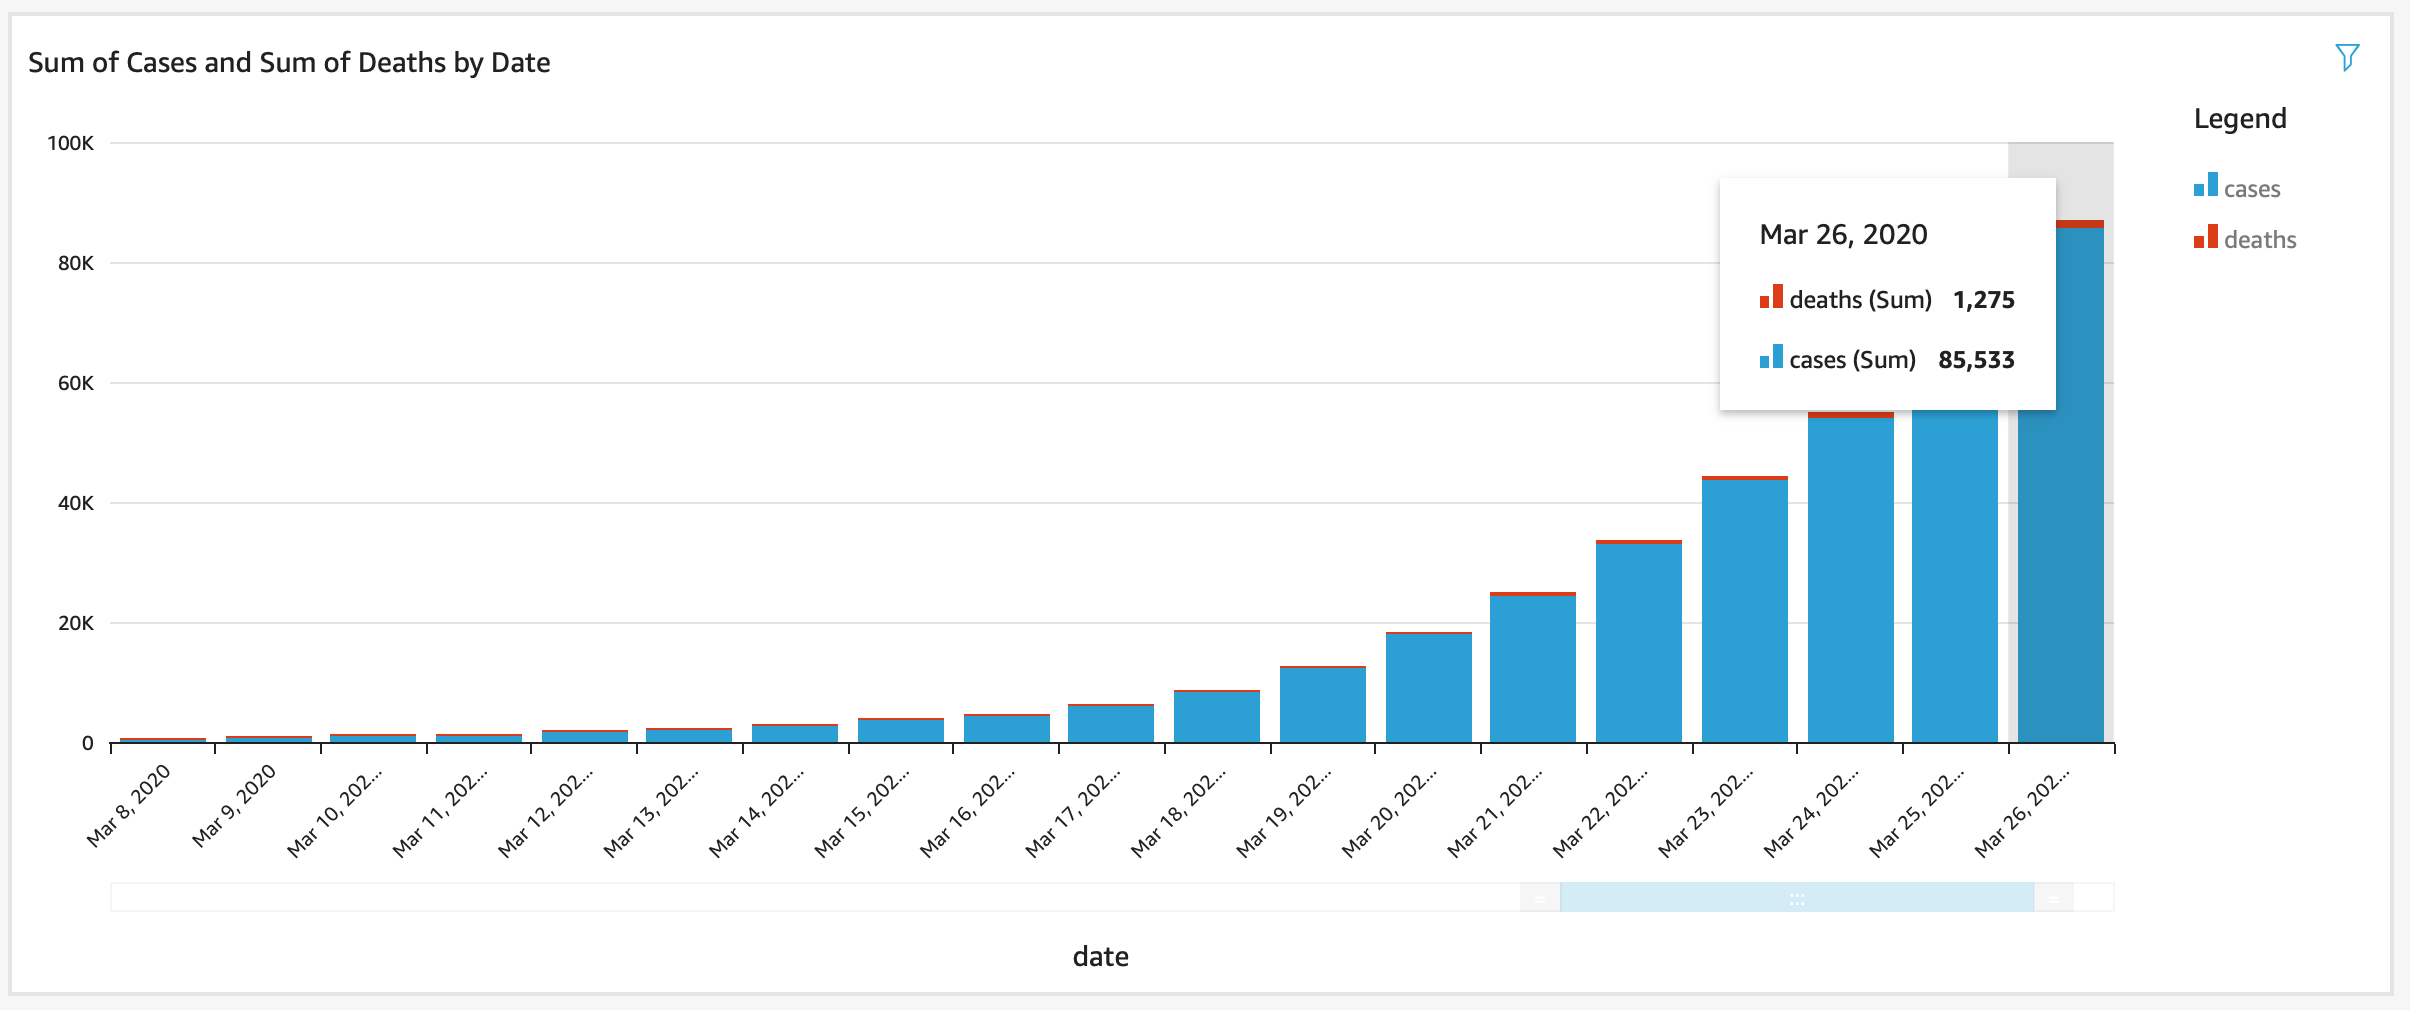 Sum of Cases and Sum of Deaths by Date
Legend
cases
deaths
100K
80K
60K
40K
20K
0
Mar 26, 2020
deaths (Sum) 1,275
cases (Sum) 85,533
Mar 8, 2020
Mar 9, 2020
Mar 10, 202...
Mar 11, 202...
Mar 12, 202...
Mar 13, 202...
Mar 14, 202...
Mar 15, 202...
Mar 16, 202...
Mar 17, 202...
Mar 18, 202...
Mar 19, 202...
Mar 20, 202...
Mar 21, 202...
Mar 22, 202...
Mar 23, 202...
Mar 24, 202...
Mar 25, 202...
Mar 26, 202...
date